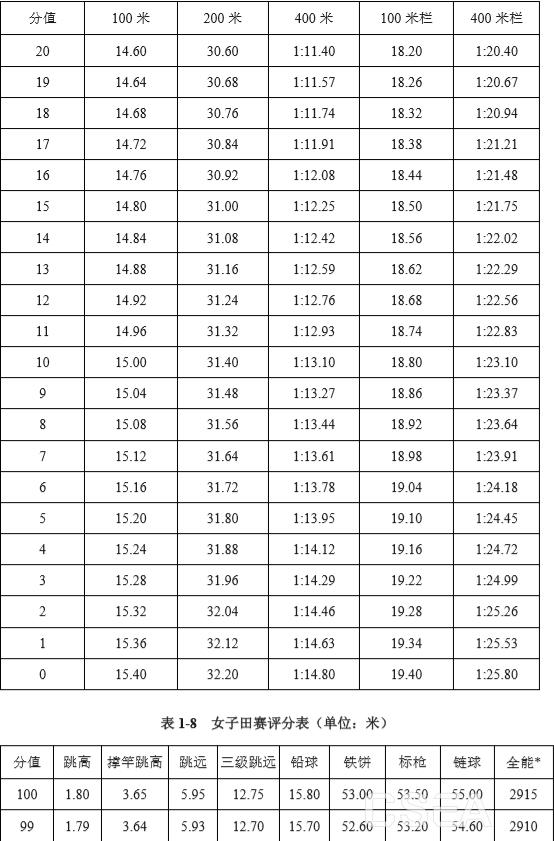 分值 100 米 200 米 400 米 100 米栏 400 米栏
20 14.60 30.60 1:11.40 18.20 1:20.40
19 14.64 30.68 1:11.57 18.26 1:20.67
18 14.68 30.76 1:11.74 18.32 1:20.94
17 14.72 30.84 1:11.91 18.38 1:21.21
16 14.76 30.92 1:12.08 18.44 1:21.48
15 14.80 31.00 1:12.25 18.50 1:21.75
14 14.84 31.08 1:12.42 18.56 1:22.02
13 14.88 31.16 1:12.59 18.62 1:22.29
12 14.92 31.24 1:12.76 18.68 1:22.56
11 14.96 31.32 1:12.93 18.74 1:22.83
10 15.00 31.40 1:13.10 18.80 1:23.10
9 15.04 31.48 1:13.27 18.86 1:23.37
8 15.08 31.56 1:13.44 18.92 1:23.64
7 15.12 31.64 1:13.61 18.98 1:23.91
6 15.16 31.72 1:13.78 19.04 1:24.18
5 15.20 31.80 1:13.95 19.10 1:24.45
4 15.24 31.88 1:14.12 19.16 1:24.72
3 15.28 31.96 1:14.29 19.22 1:24.99
2 15.32 32.04 1:14.46 19.28 1:25.26
1 15.36 32.12 1:14.63 19.34 1:25.53
0 15.40 32.20 1:14.80 19.40 1:25.80
表 1-8 女子田赛评分表（单位：米）
分值 跳高 撑竿跳高 跳远 三级跳远 铅球 铁饼 标枪 链球 全能*
100 1.80 3.65 5.95 12.75 15.80 53.00 53.50 55.00 2915
99 1.79 3.64 5.93 12.70 15.70 52.60 53.20 54.60 2910
CSEA